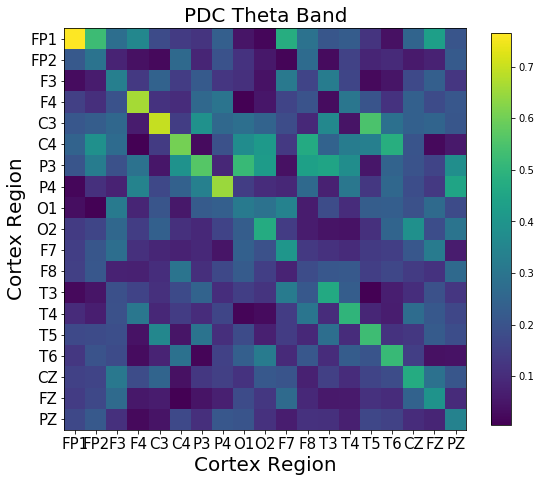 PDC Theta Band
Cortex Region
FP1
FP2
F3
F4
C3
C4
P3
P4
O1
O2
F7
F8
T3
T4
T5
T6
CZ
FZ
PZ
FP1 FP2 F3 F4 C3 C4 P3 P4 O1 O2 F7 F8 T3 T4 T5 T6 CZ FZ PZ
Cortex Region
0.7
0.6
0.5
0.4
0.3
0.2
0.1